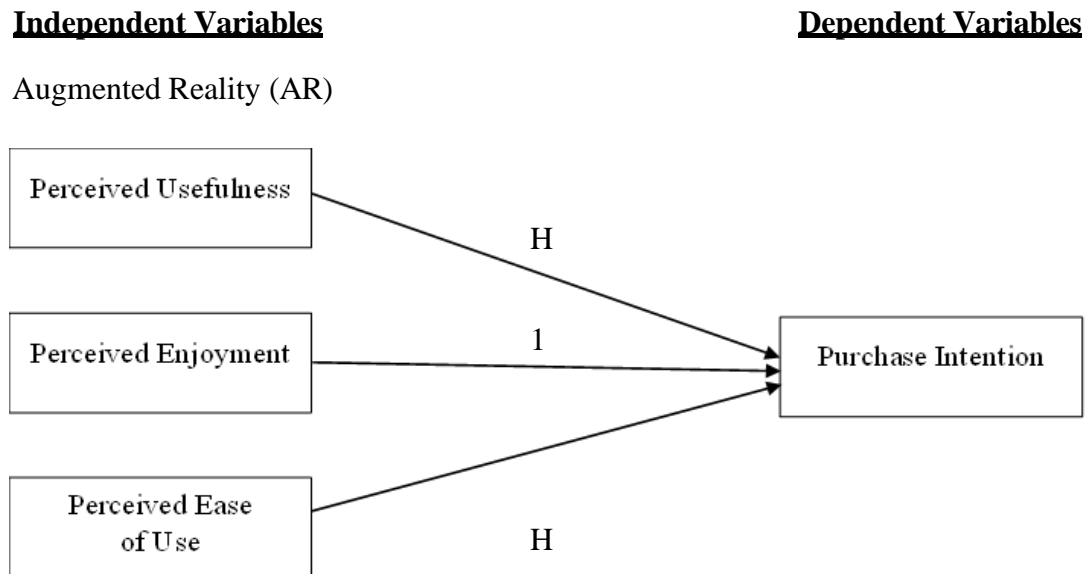 Independent Variables
Dependent Variables
Augmented Reality (AR)
Perceived Usefulness
H
Perceived Enjoyment
1
Purchase Intention
Perceived Ease
of Use
H